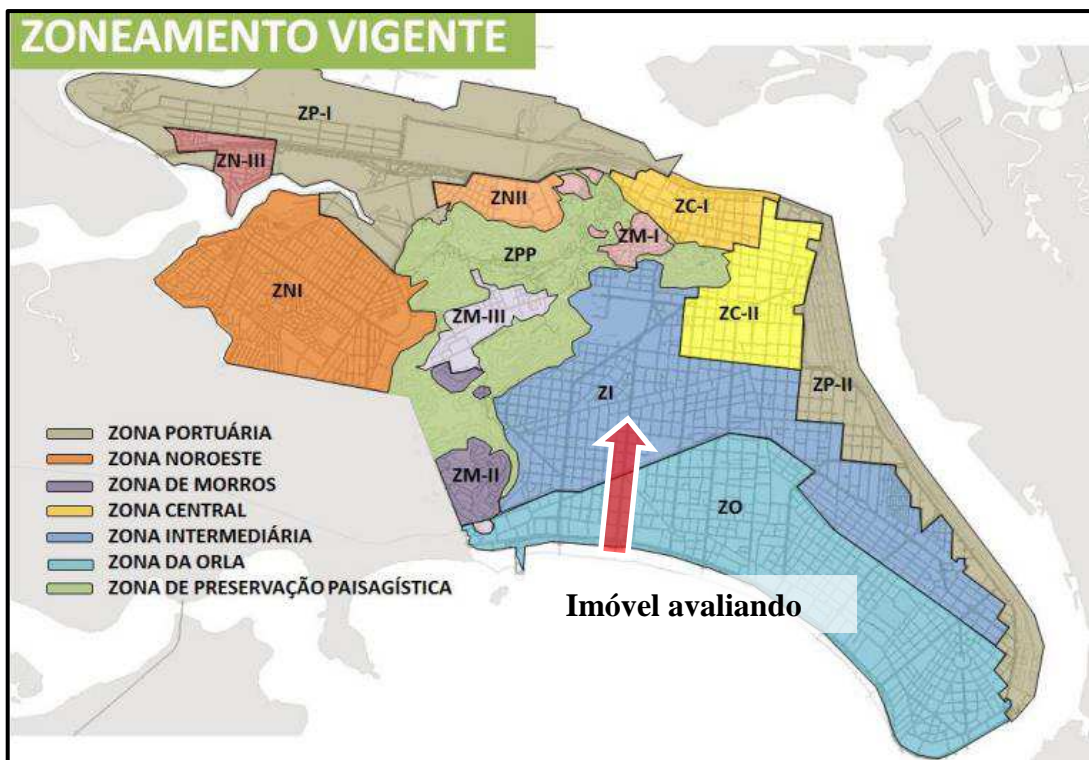 ZONEAMENTO VIGENTE
ZP-I
ZN-III
ZNII
ZC-I
ZM-I
ZPP
ZNI
ZM-III
ZC-II
ZI
ZP-II
ZM-II
ZO
ZONA PORTUÁRIA
ZONA NOROESTE
ZONA DE MORROS
ZONA CENTRAL
ZONA INTERMEDIÁRIA
ZONA DA ORLA
ZONA DE PRESERVAÇÃO PAISAGÍSTICA
Imóvel avaliando